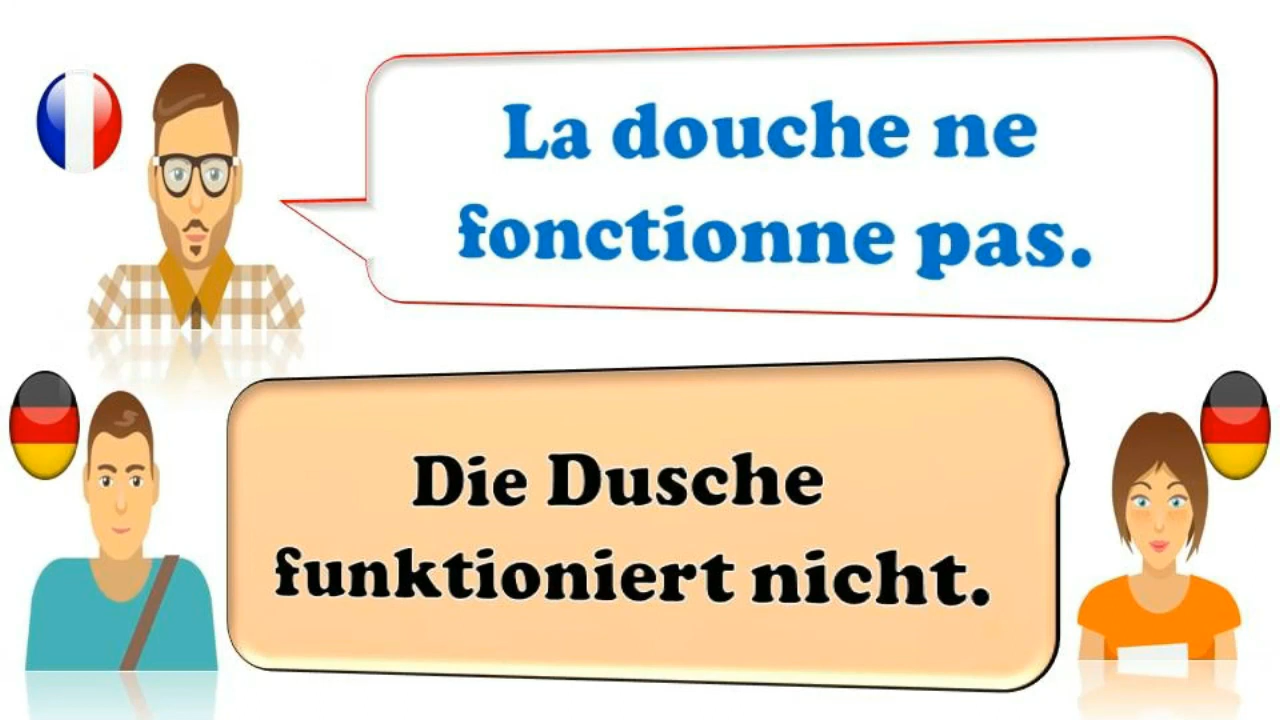 La douche ne
fonctionne pas.
Die Dusche
funktioniert nicht.